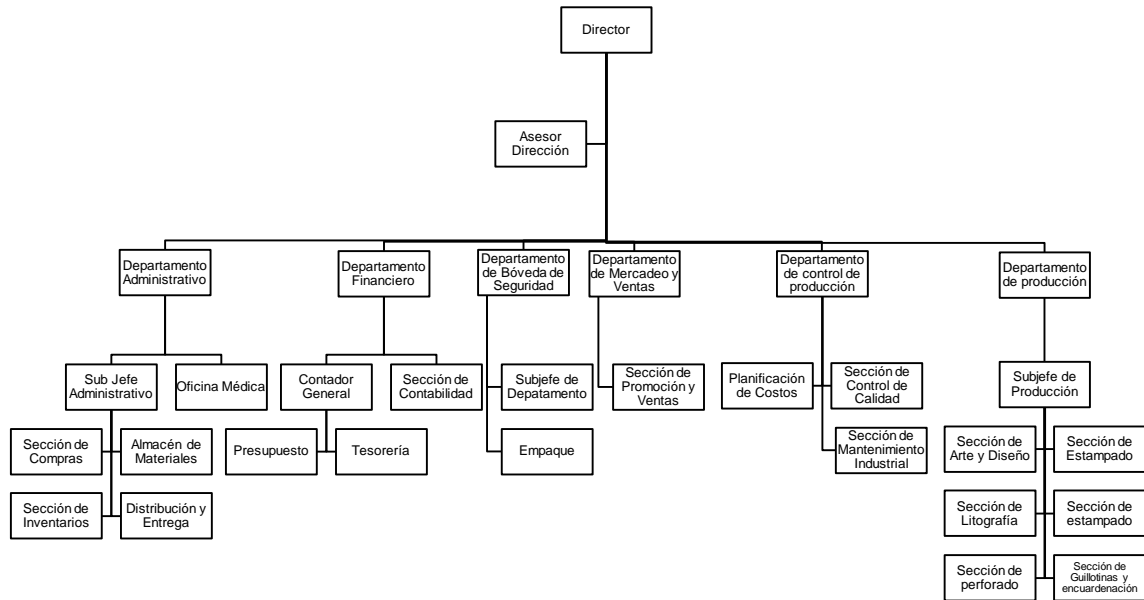 Director
Asesor
Dirección
Departamento
Administrativo
Departamento
Financiero
Departamento
de Bóveda de
Seguridad
Departamento
de Mercadeo y
Ventas
Departamento
de control de
producción
Departamento
de producción
Sub Jefe
Administrativo
Oficina Médica
Contador
General
Sección de
Contabilidad
Subjefe de
Depatamento
Sección de
Promoción y
Ventas
Planificación
de Costos
Sección de
Control de
Calidad
Subjefe de
Producción
Sección de
Compras
Almacén de
Materiales
Presupuesto
Tesorería
Empaque
Sección de
Mantenimiento
Industrial
Sección de
Arte y Diseño
Sección de
Estampado
Sección de
Inventarios
Distribución y
Entrega
Sección de
Litografía
Sección de
estampado
Sección de
perforado
Sección de
Guillotinas y
encuardenación